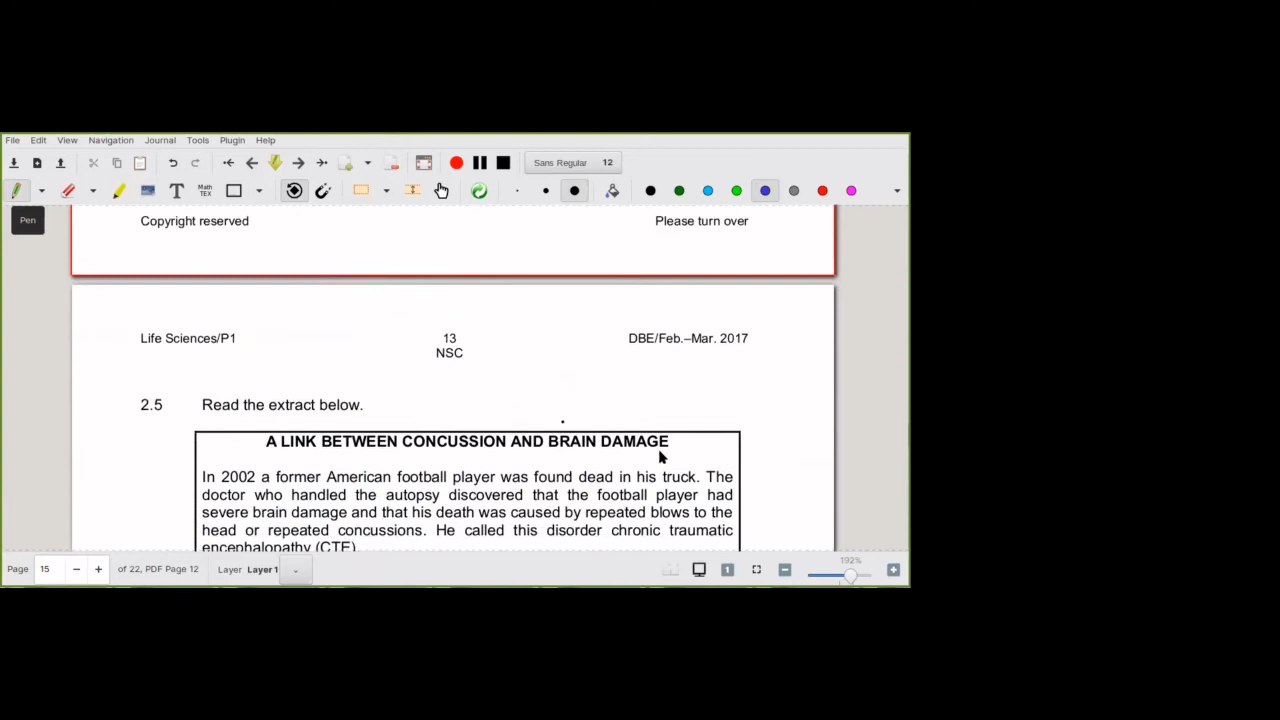 File Edit View Navigation Journal Tools Plugin Help
Sans Regular 12
T Math TEX
Pen
Copyright reserved Please turn over
Life Sciences/P1 13 DBE/Feb.–Mar. 2017
NSC
2.5 Read the extract below.
A LINK BETWEEN CONCUSSION AND BRAIN DAMAGE
In 2002 a former American football player was found dead in his truck. The
doctor who handled the autopsy discovered that the football player had
severe brain damage and that his death was caused by repeated blows to the
head or repeated concussions. He called this disorder chronic traumatic
encephalopathy (CTE).
Page 15 of 22, PDF Page 12 Layer Layer 1 1 192%